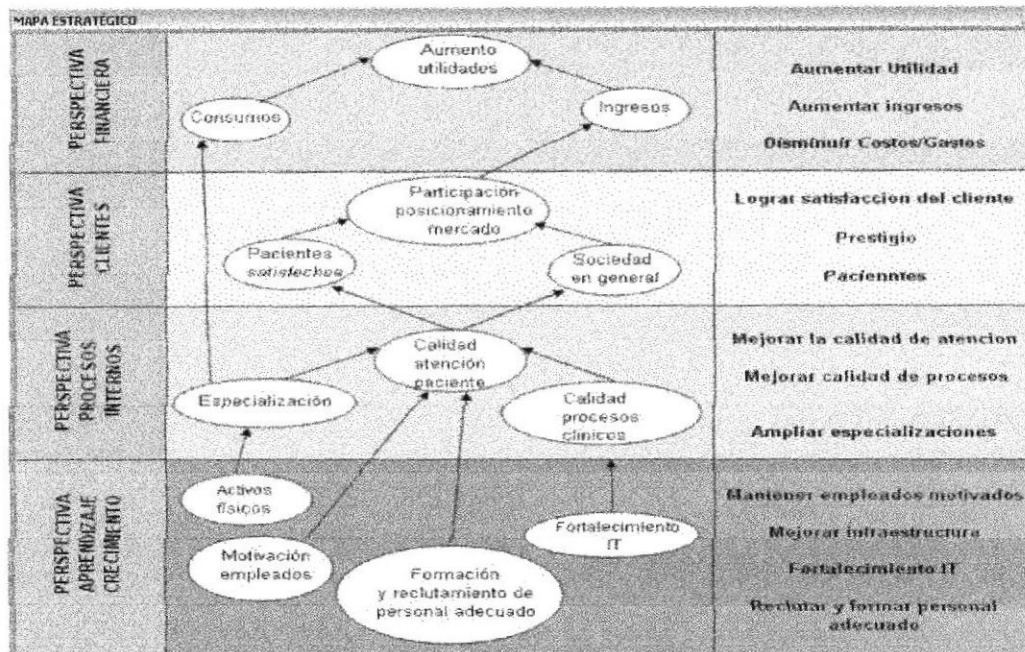 MAPA ESTRATÉGICO
PERSPECTIVA
FINANCIERA
Aumento
utilidades
Consumos
Ingresos
Aumentar Utilidad
Aumentar ingresos
Disminuir Costos/Gastos
PERSPECTIVA
CLIENTES
Participación
posicionamiento
mercado
Pacientes
satisfechos
Sociedad
en general
Lograr satisfaccion del cliente
Prestigio
Pacienntes
PERSPECTIVA
PROCESOS
INTERNOS
Calidad
atención
paciente
Especialización
Calidad
procesos
clínicos
Mejorar la calidad de atencion
Mejorar calidad de procesos
Ampliar especializaciones
PERSPECTIVA
APRENDIZAJE
CRECIMIENTO
Activos
físicos
Motivación
empleados
Formación
y reclutamiento de
personal adecuado
Fortalecimiento
IT
Mantener empleados motivados
Mejorar infraestructura
Fortalecimiento IT
Reclutar y formar personal
adecuado